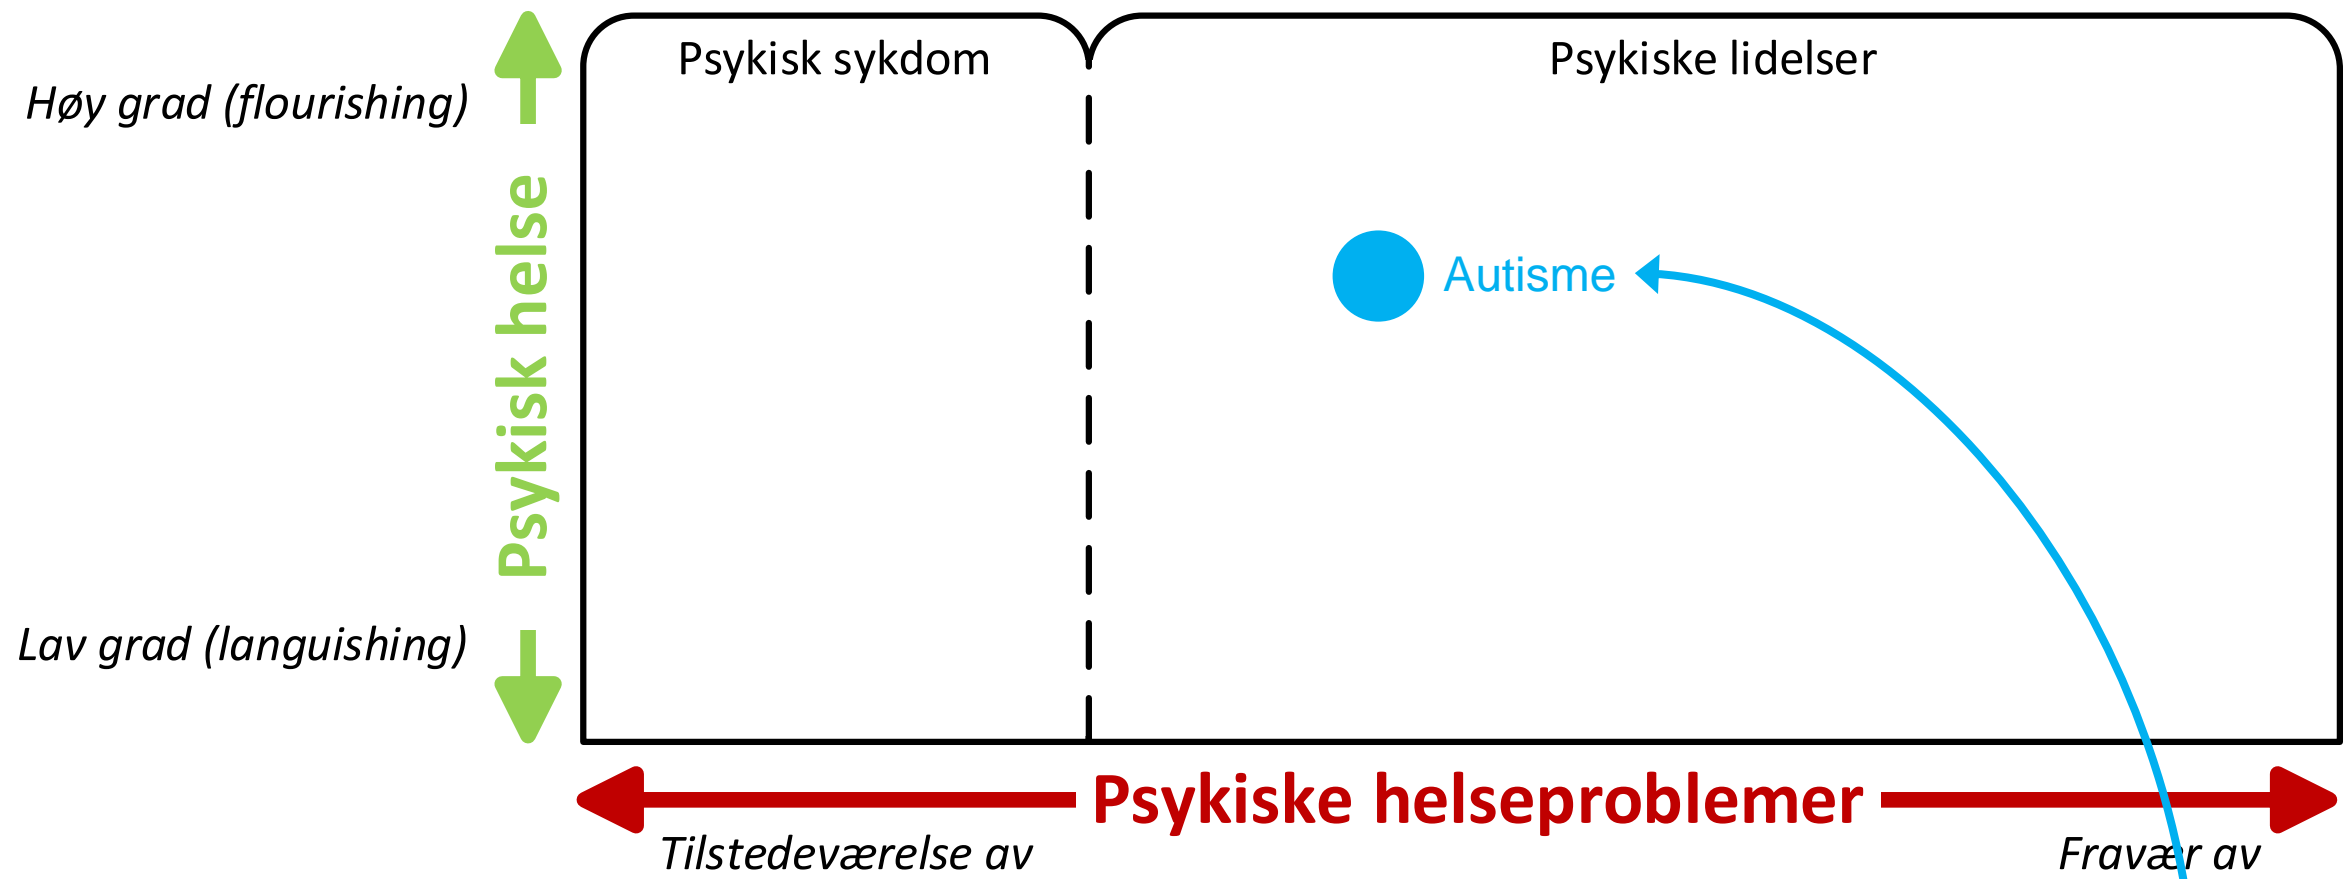 Psykisk sykdom
Psykiske lidelser
Høy grad (flourishing)
Psykisk helse
Autisme
Lav grad (languishing)
Psykiske helseproblemer
Tilstedeværelse av
Fravær av